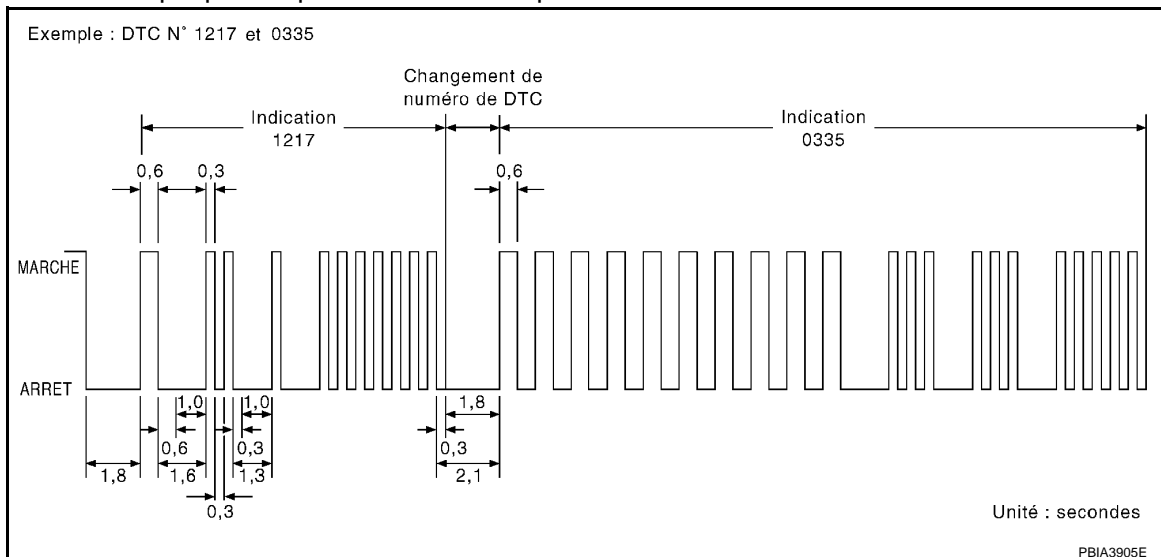 Exemple : DTC N° 1217 et 0335
Changement de
numéro de DTC
Indication
1217
Indication
0335
0,6
0,3
0,6
MARCHE
ARRET
1,0
1,0
1,8
0,6
0,3
0,3
1,8
1,6
1,3
2,1
0,3
Unité : secondes
PBIA3905E